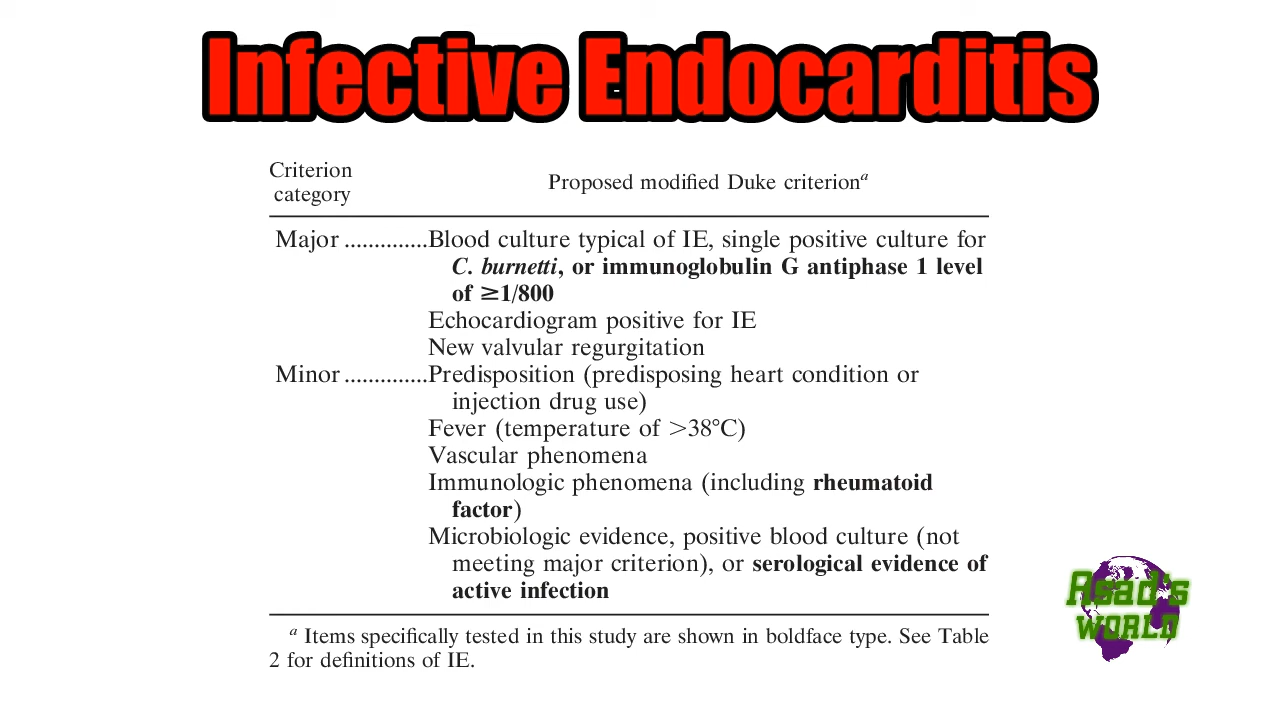 Infective Endocarditis
Criterion
category
Proposed modified Duke criterionᵃ
Major ..............Blood culture typical of IE, single positive culture for
C. burnetti, or immunoglobulin G antiphase 1 level
of ≥1/800
Echocardiogram positive for IE
New valvular regurgitation
Minor ..............Predisposition (predisposing heart condition or
injection drug use)
Fever (temperature of >38°C)
Vascular phenomena
Immunologic phenomena (including rheumatoid
factor)
Microbiologic evidence, positive blood culture (not
meeting major criterion), or serological evidence of
active infection
ᵃ Items specifically tested in this study are shown in boldface type. See Table
2 for definitions of IE.
Asad's
WORLD